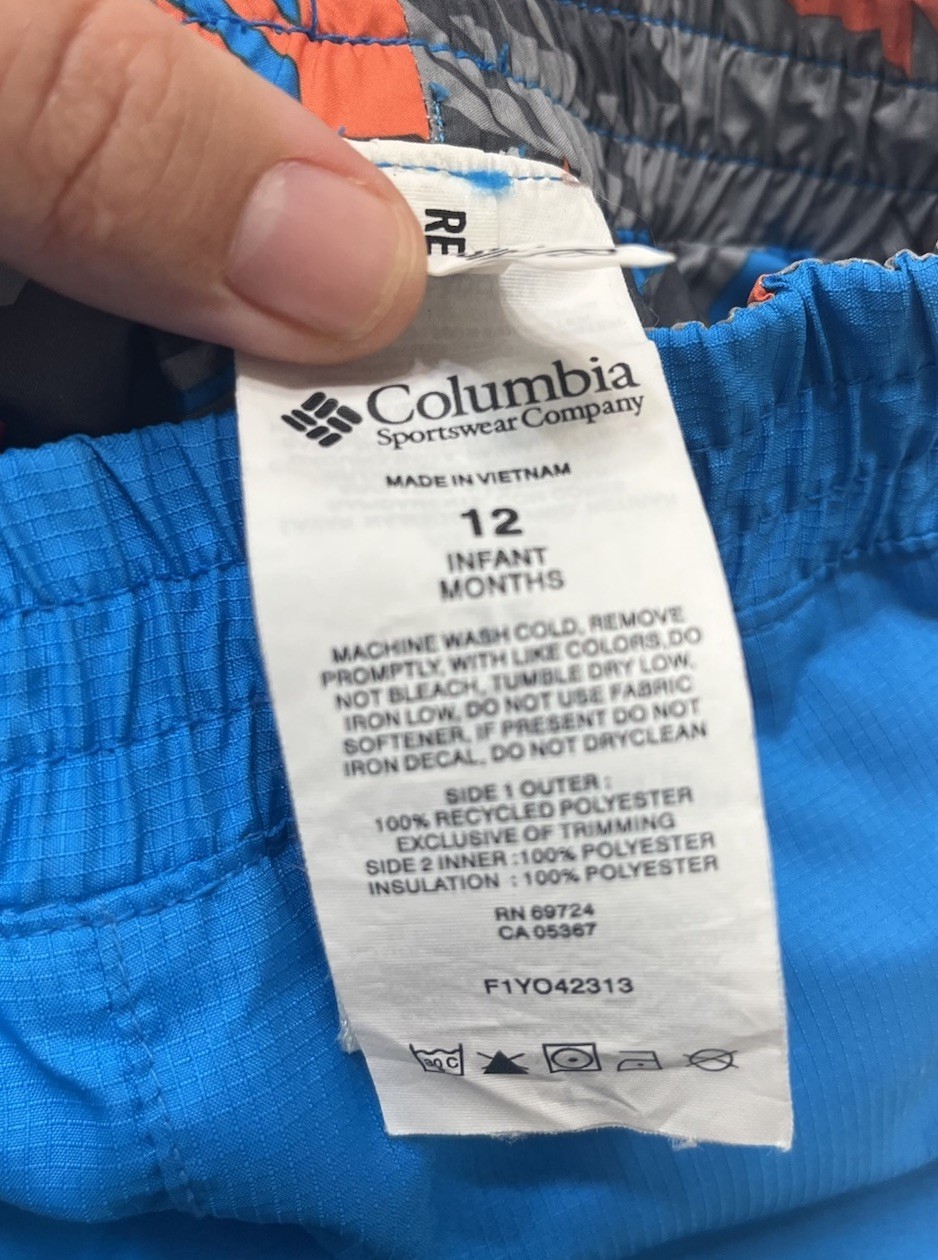 RE
Columbia
Sportswear Company
MADE IN VIETNAM
12
INFANT
MONTHS
MACHINE WASH COLD, REMOVE
PROMPTLY, WITH LIKE COLORS, DO
NOT BLEACH, TUMBLE DRY LOW,
IRON LOW, DO NOT USE FABRIC
SOFTENER, IF PRESENT DO NOT
IRON DECAL, DO NOT DRYCLEAN
SIDE 1 OUTER :
100% RECYCLED POLYESTER
EXCLUSIVE OF TRIMMING
SIDE 2 INNER :100% POLYESTER
INSULATION : 100% POLYESTER
RN 69724
CA 05367
F1YO42313
30 C